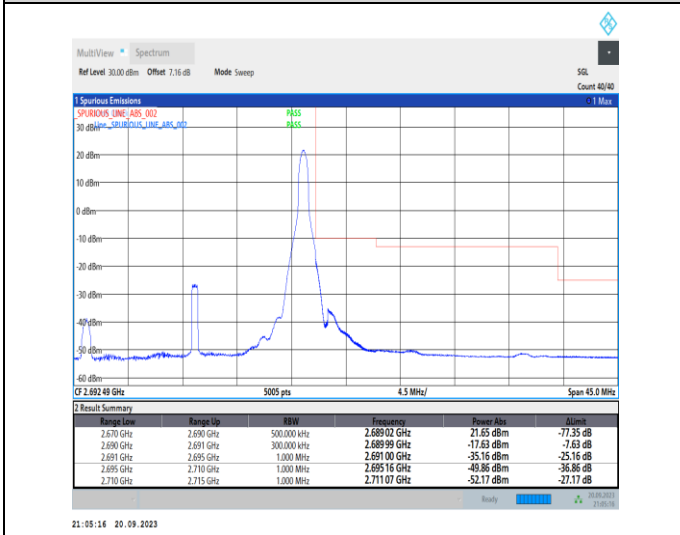 MultiView Spectrum
Ref Level 30.00 dBm Offset 7.16 dB Mode Sweep SGL
Count 40/40
1 Spurious Emissions 1 Max
_SPURIOUS_LINE_ABS_002 PASS
30 dBm Line _SPURIOUS_LINE_ABS_002 PASS
20 dBm
10 dBm
0 dBm
-10 dBm
-20 dBm
-30 dBm
-40 dBm
-50 dBm
-60 dBm
CF 2.692 49 GHz 5005 pts 4.5 MHz/ Span 45.0 MHz
2 Result Summary
Range Low Range Up RBW Frequency Power Abs ΔLimit
2.670 GHz 2.690 GHz 500.000 kHz 2.689 02 GHz 21.65 dBm -77.35 dB
2.690 GHz 2.691 GHz 300.000 kHz 2.689 99 GHz -17.63 dBm -7.63 dB
2.691 GHz 2.695 GHz 1.000 MHz 2.691 00 GHz -35.16 dBm -25.16 dB
2.695 GHz 2.710 GHz 1.000 MHz 2.695 16 GHz -49.86 dBm -36.86 dB
2.710 GHz 2.715 GHz 1.000 MHz 2.711 07 GHz -52.17 dBm -27.17 dB
Ready 20.09.2023
21:05:16
21:05:16 20.09.2023